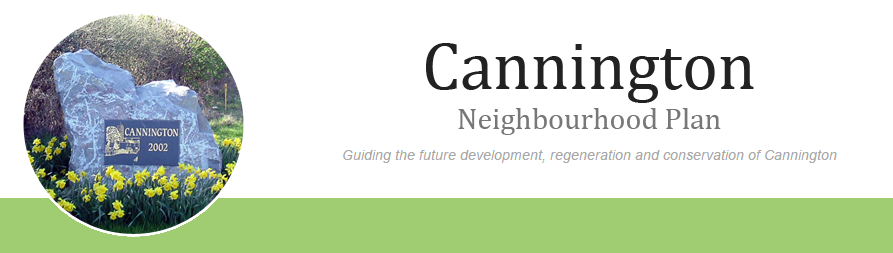 CANNINGTON
2002
Cannington
Neighbourhood Plan
Guiding the future development, regeneration and conservation of Cannington